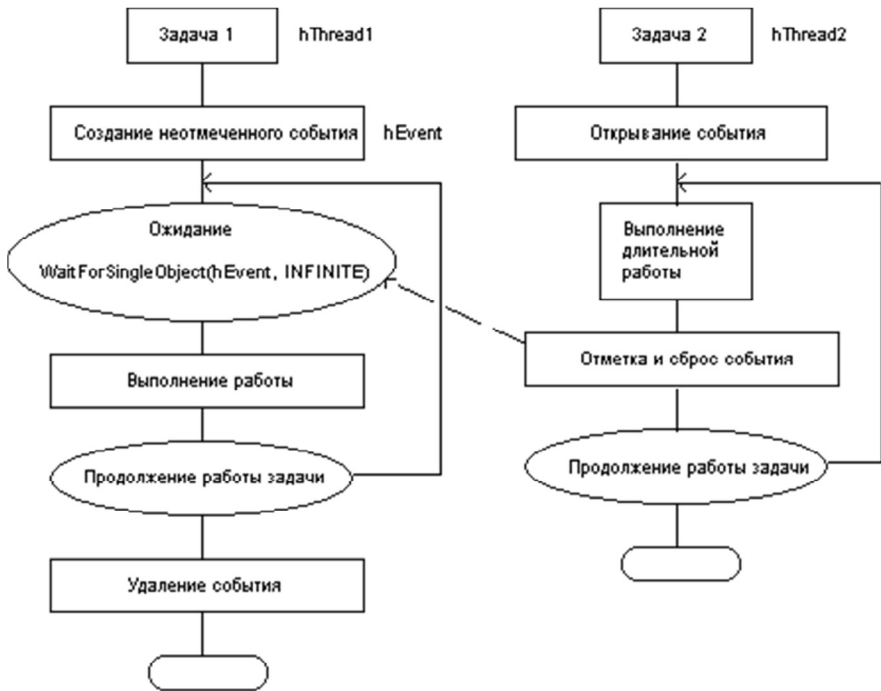 Задача 1
hThread1
Создание неотмеченного события
hEvent
Ожидание
WaitForSingleObject(hEvent, INFINITE)
Выполнение работы
Продолжение работы задачи
Удаление события
Задача 2
hThread2
Открывание события
Выполнение
длительной
работы
Отметка и сброс события
Продолжение работы задачи